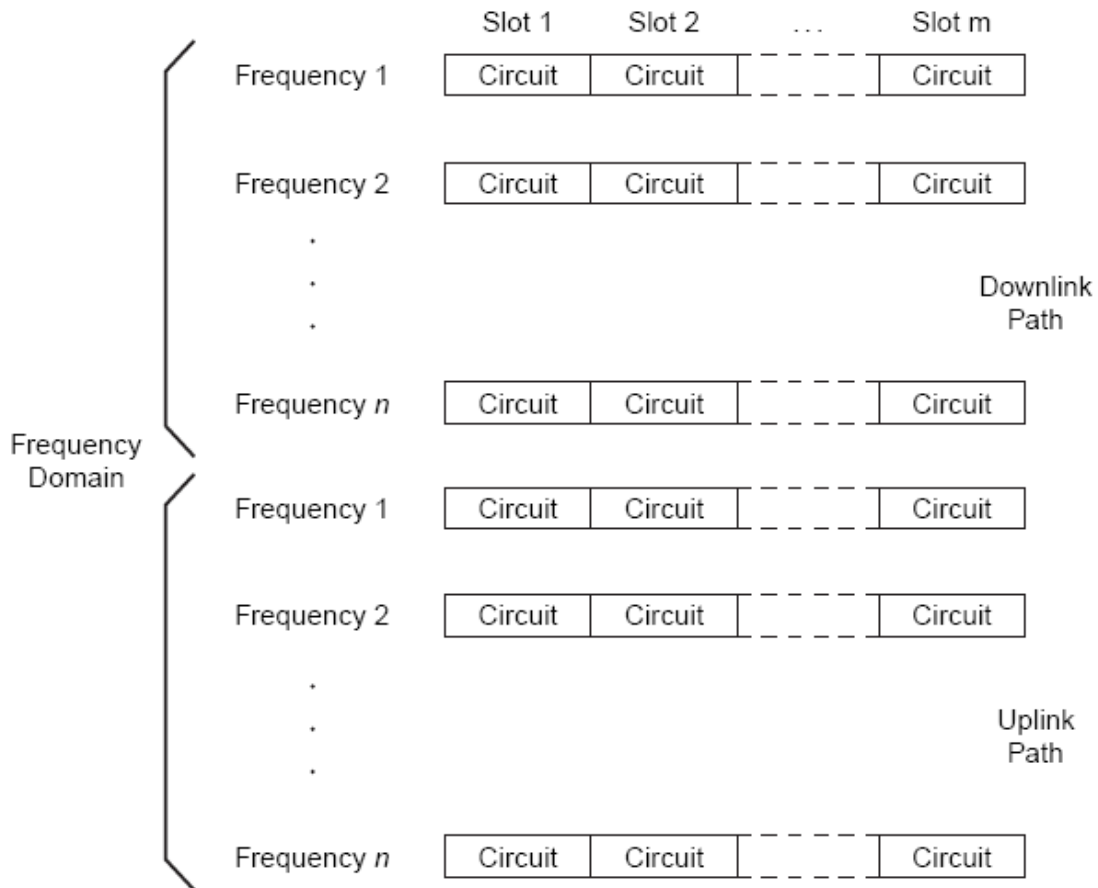 Slot 1 Slot 2 ... Slot m
Frequency 1 Circuit Circuit Circuit
Frequency 2 Circuit Circuit Circuit
Downlink
Path
Frequency n Circuit Circuit Circuit
Frequency
Domain
Frequency 1 Circuit Circuit Circuit
Frequency 2 Circuit Circuit Circuit
Uplink
Path
Frequency n Circuit Circuit Circuit